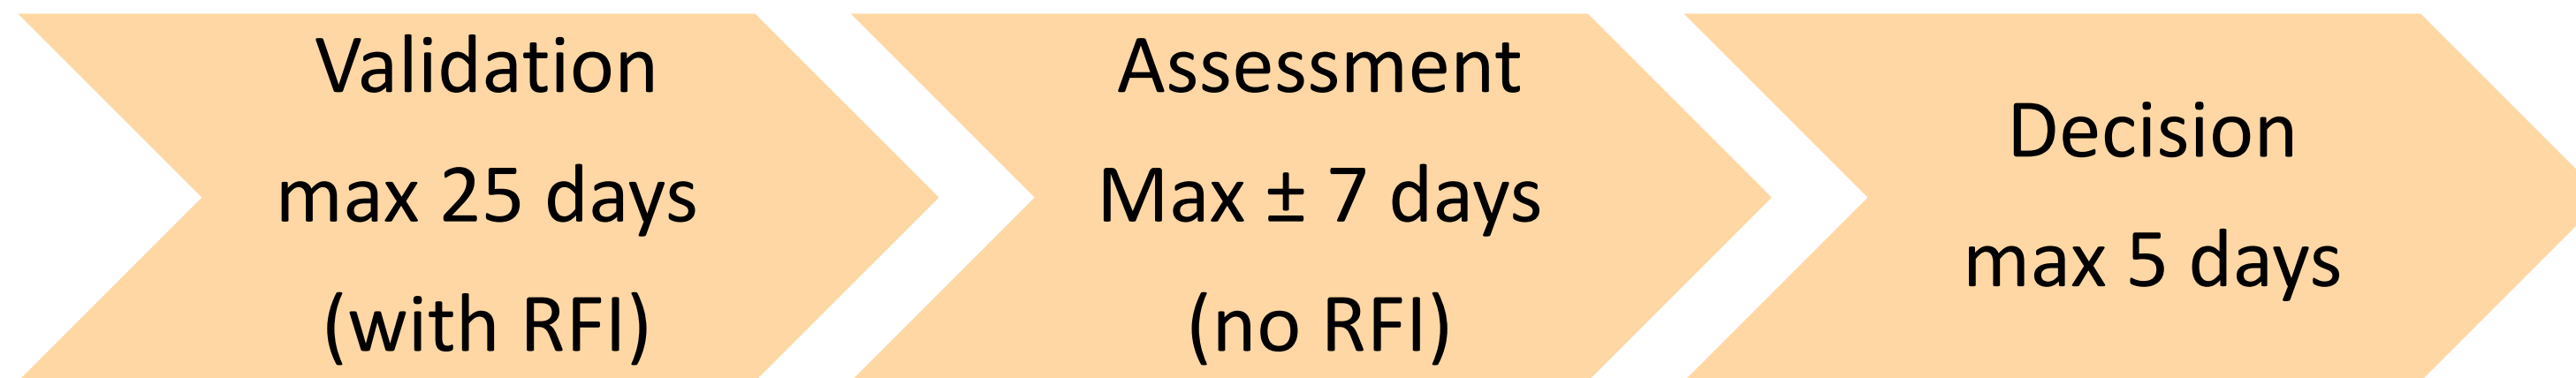 Validation
max 25 days
(with RFI)
Assessment
Max ± 7 days
(no RFI)
Decision
max 5 days